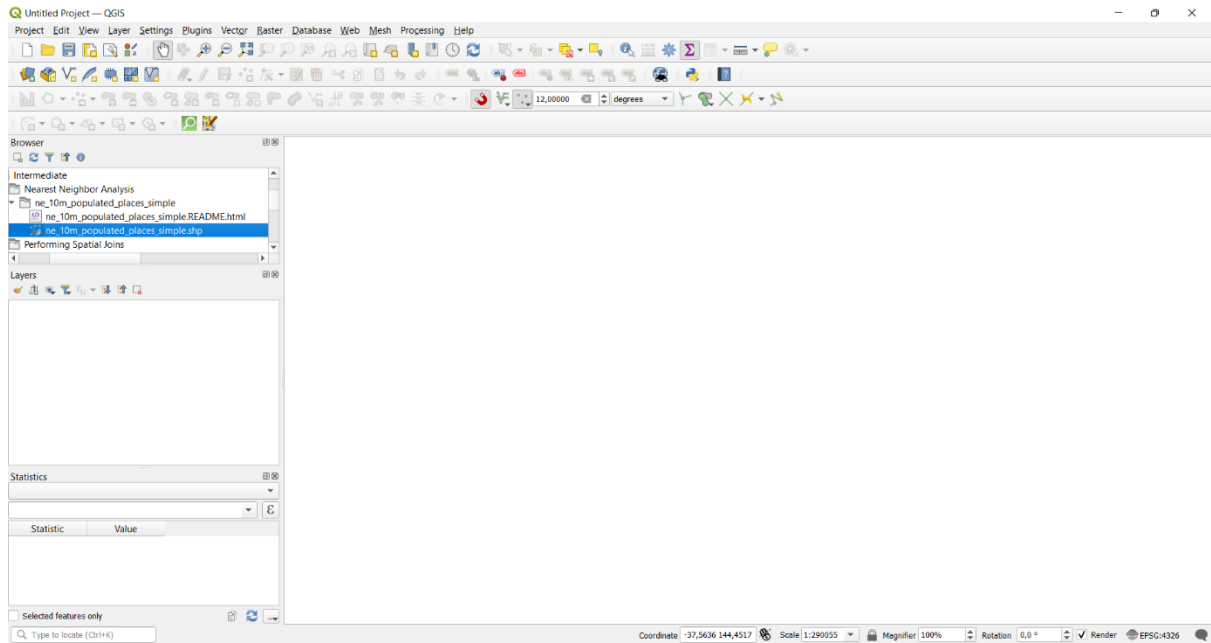 Untitled Project — QGIS
Project Edit View Layer Settings Plugins Vector Raster Database Web Mesh Processing Help
12,00000 degrees
Browser
Intermediate
Nearest Neighbor Analysis
ne_10m_populated_places_simple
ne_10m_populated_places_simple.README.html
ne_10m_populated_places_simple.shp
Performing Spatial Joins
Layers
Statistics
ε
Statistic Value
Selected features only
Type to locate (Ctrl+K)
Coordinate -37,5636 144,4517 Scale 1:290055 Magnifier 100% Rotation 0,0 ° Render EPSG:4326